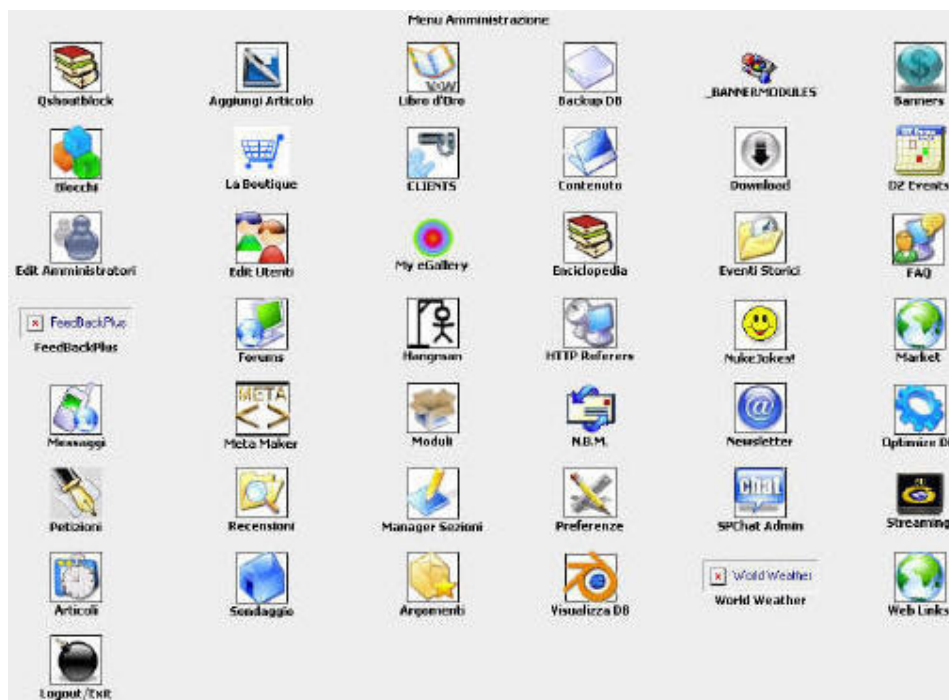 Menu Amministrazione
Qshoutblock
Aggiungi Articolo
Libro d'Oro
Backup DB
_BANNERMODULES
Banners
Blocchi
La Boutique
CLIENTS
Contenuto
Download
DZ Events
Edit Amministratori
Edit Utenti
My eGallery
Enciclopedia
Eventi Storici
FAQ
FeedBackPlus
FeedBackPlus
Forums
Hangman
HTTP Referers
NukeJokes!
Market
META
Messaggi
Meta Maker
Moduli
N.B.M.
Newsletter
Optimize D
chat
Petizioni
Recensioni
Manager Sezioni
Preferenze
SPChat Admin
Streaming
World Weather
Articoli
Sondaggio
Argomenti
Visualizza DB
World Weather
Web Links
Logout/Exit